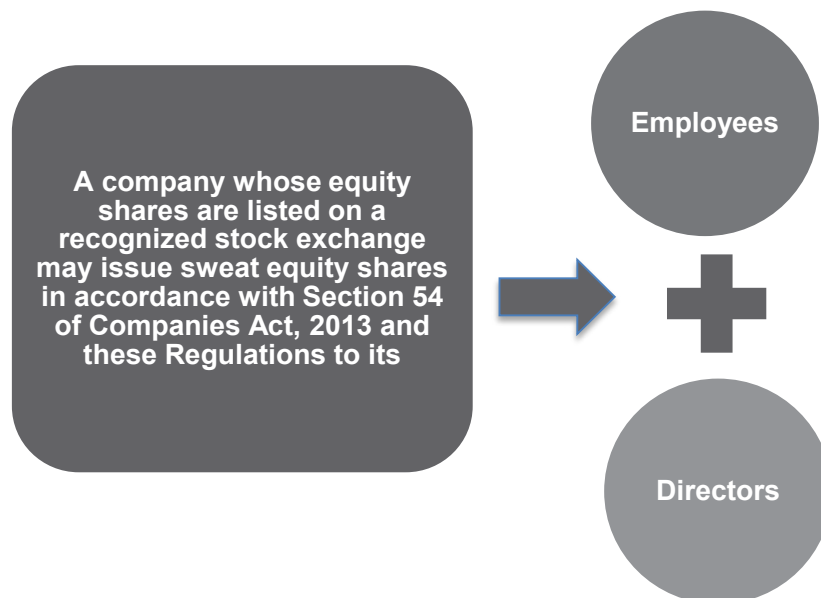 A company whose equity
shares are listed on a
recognized stock exchange
may issue sweat equity shares
in accordance with Section 54
of Companies Act, 2013 and
these Regulations to its
Employees
Directors